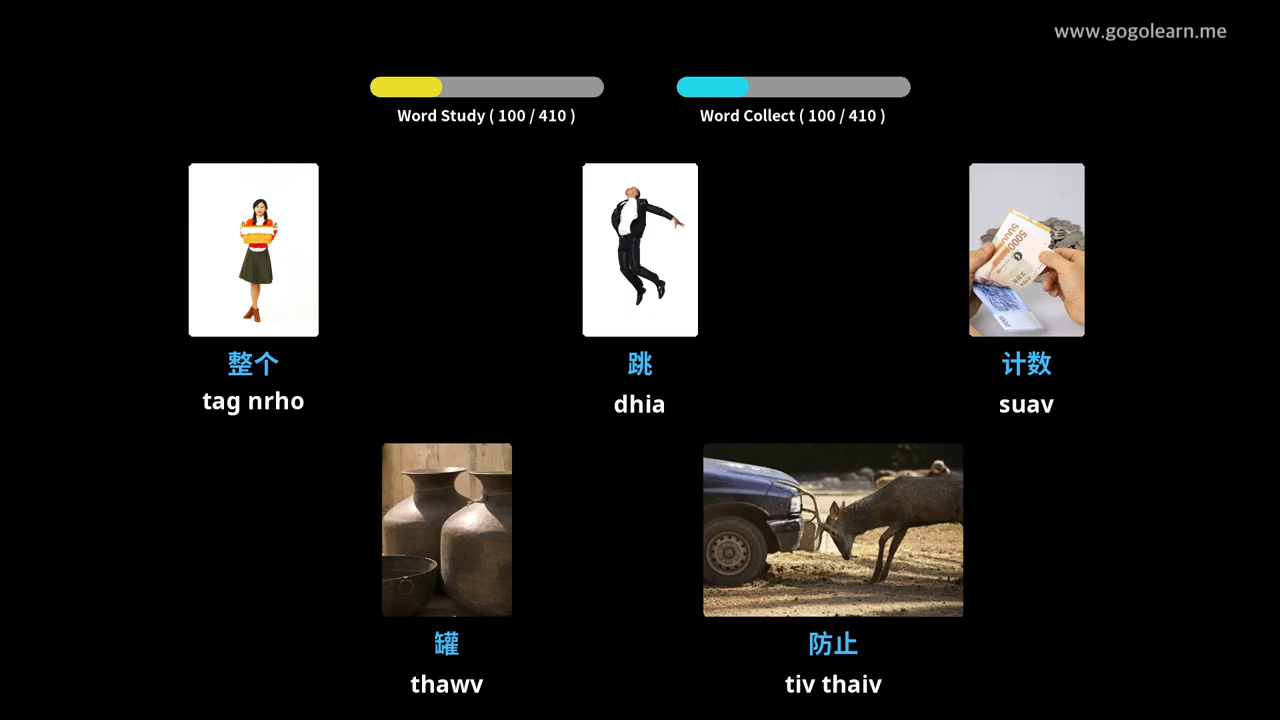 www.gogolearn.me
Word Study ( 100 / 410 )
Word Collect ( 100 / 410 )
整个
tag nrho
跳
dhia
计数
suav
罐
thawv
防止
tiv thaiv